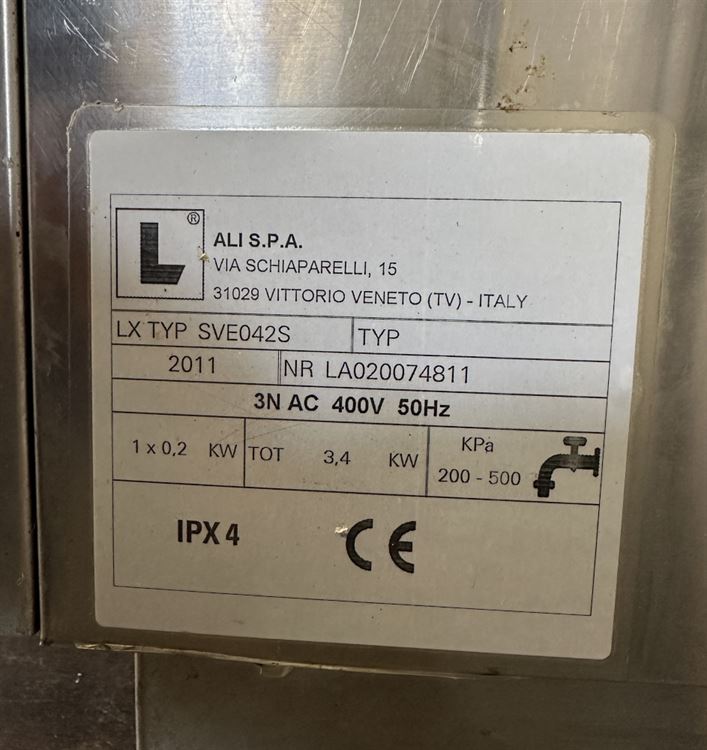 L ®
ALI S.P.A.
VIA SCHIAPARELLI, 15
31029 VITTORIO VENETO (TV) - ITALY
LX TYP SVE042S TYP
2011 NR LA020074811
3N AC 400V 50Hz
1 x 0,2 KW TOT 3,4 KW KPa
200 - 500
IPX 4 CE